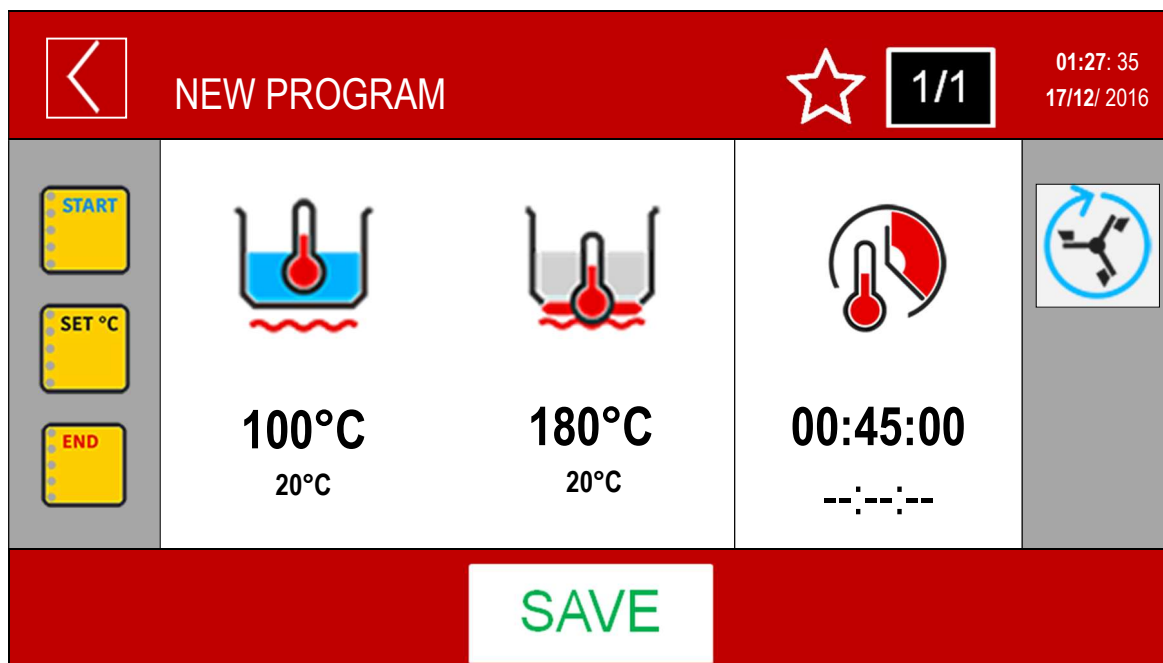 NEW PROGRAM
1/1
01:27: 35
17/12/ 2016
START
SET °C
END
100°C
20°C
180°C
20°C
00:45:00
--:--:--
SAVE